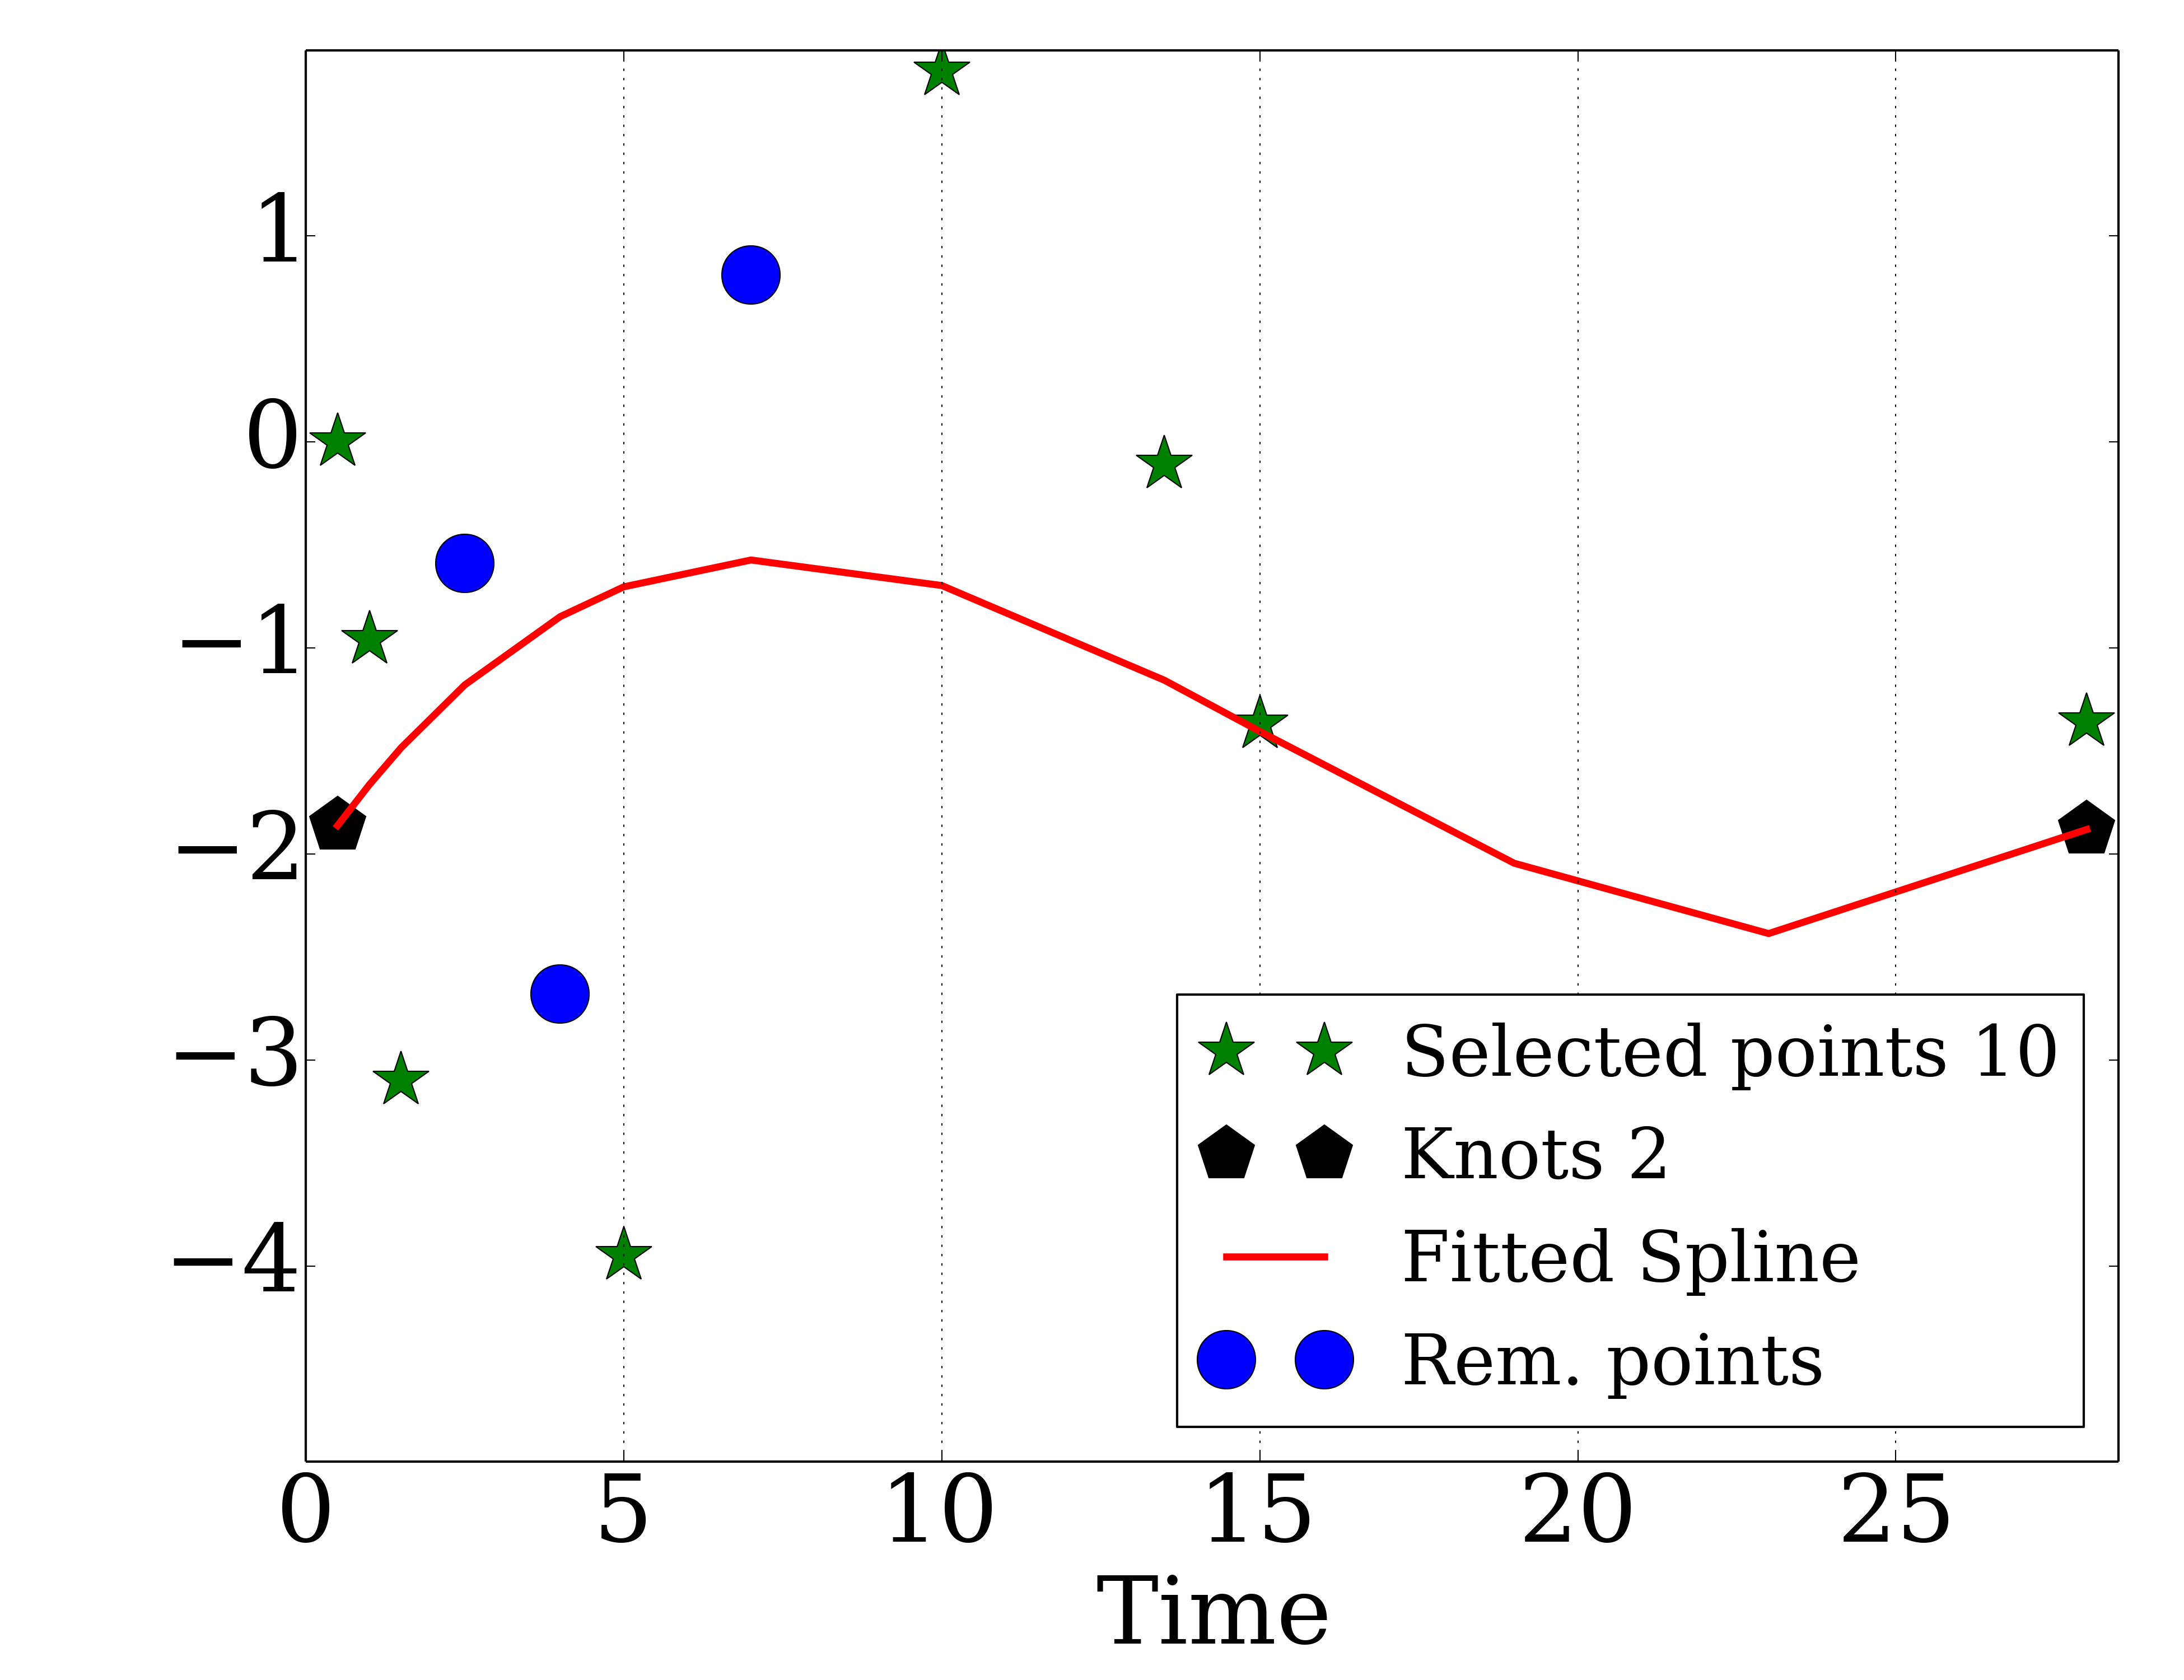 1
0
−1
−2
−3
−4
Selected points 10
Knots 2
Fitted Spline
Rem. points
0 5 10 15 20 25
Time